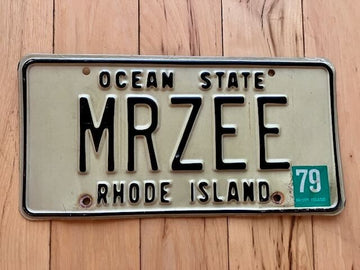 OCEAN STATE
MRZEE
79
RHODE ISLAND